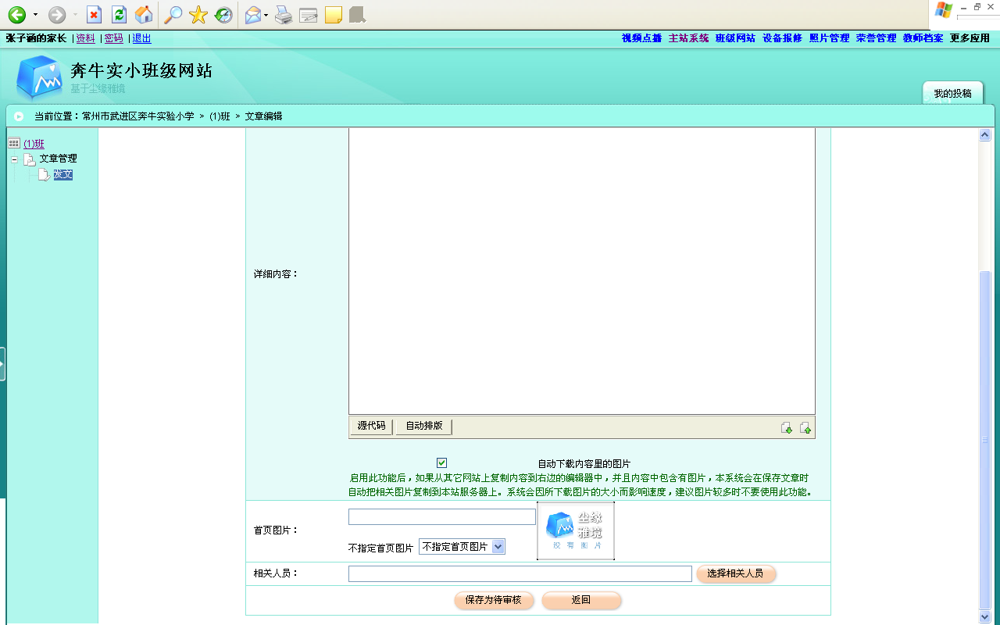 张子涵的家长 |资料 |密码 |退出 视频点播 主站系统 班级网站 设备报修 照片管理 荣誉管理 教师档案 更多应用
奔牛实小班级网站
基于尘缘雅境
我的投稿
当前位置：常州市武进区奔牛实验小学 > (1)班 > 文章编辑
(1)班
文章管理
发文
详细内容：
源代码 自动排版
自动下载内容里的图片
启用此功能后，如果从其它网站上复制内容到右边的编辑器中，并且内容中包含有图片，本系统会在保存文章时
自动把相关图片复制到本站服务器上。系统会因所下载图片的大小而影响速度，建议图片较多时不要使用此功能。
首页图片：
尘缘
雅境
没有图片
不指定首页图片 不指定首页图片
相关人员： 选择相关人员
保存为待审核 返回